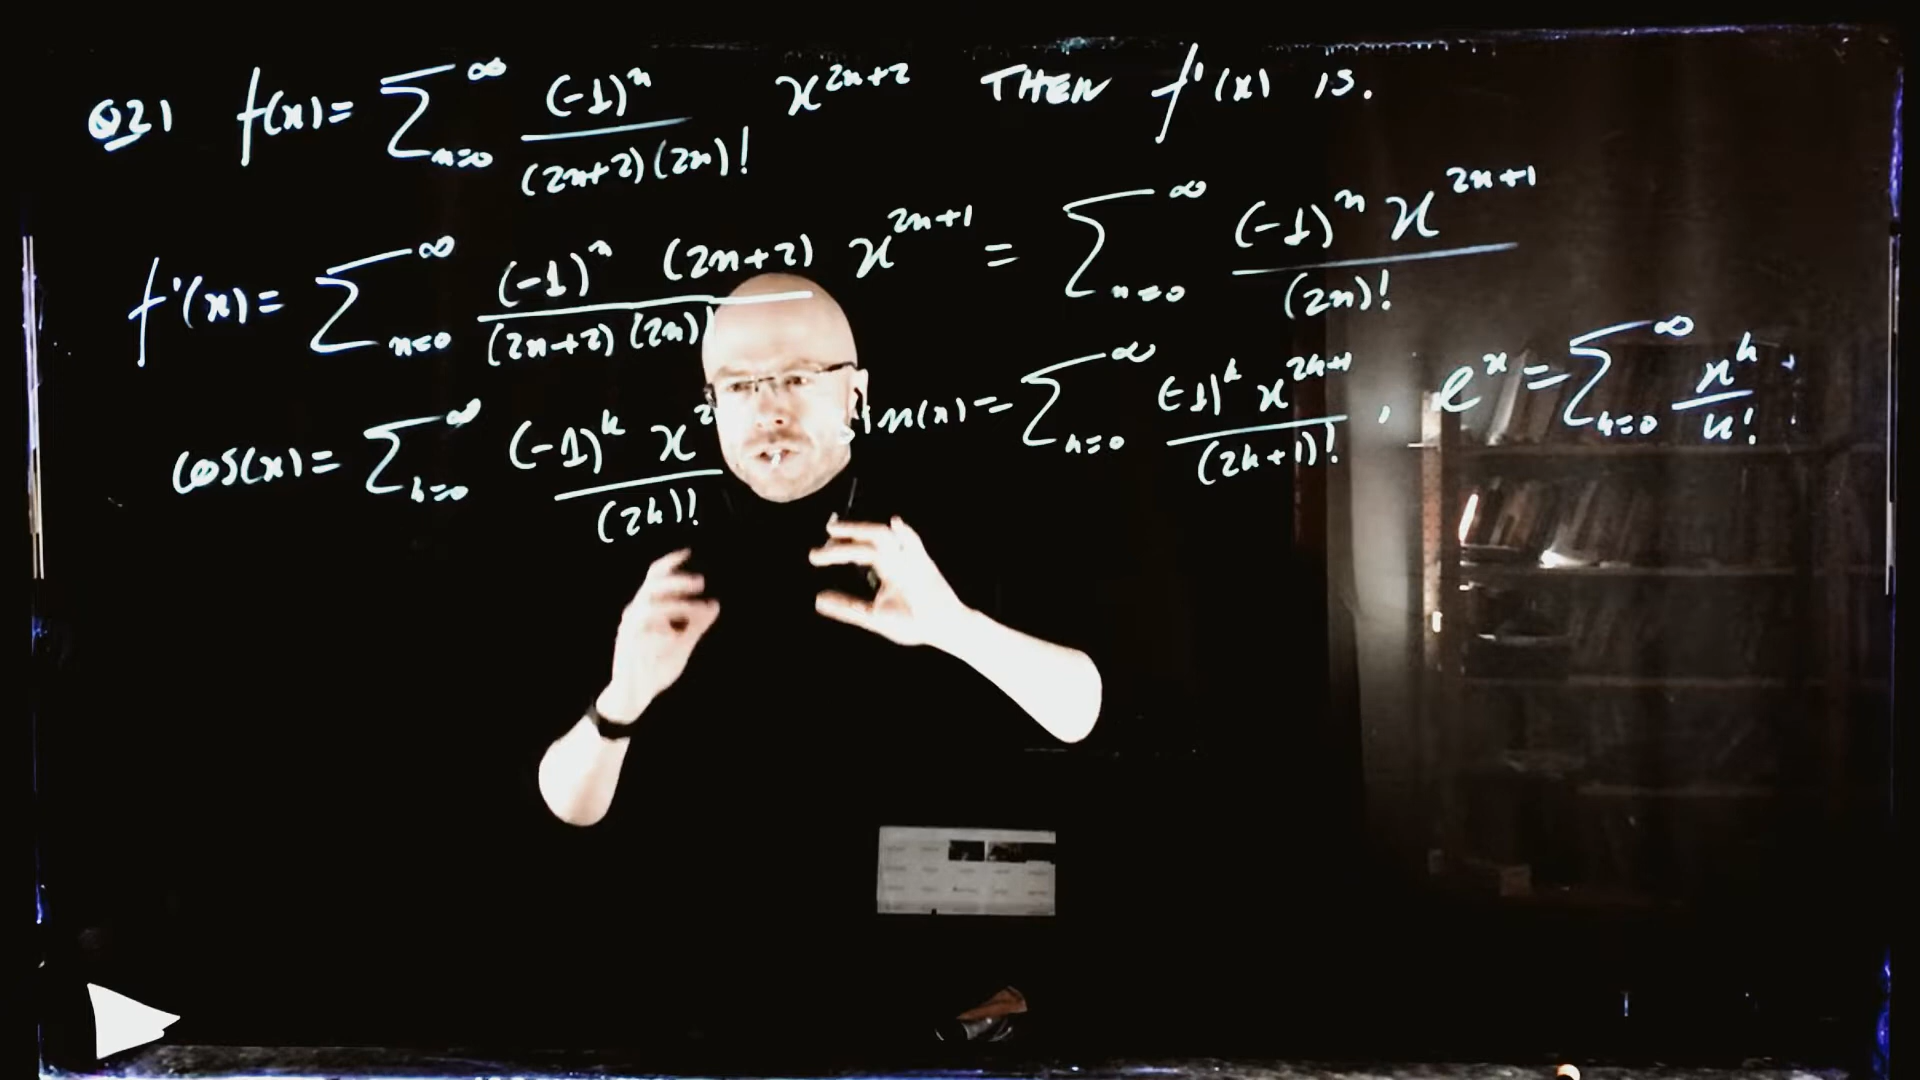 Q21 f(x)= ∑_{n=0}^{∞} (-1)^n / (2n+2)(2n)! x^{2n+2} THEN f'(x) IS.
f'(x)= ∑_{n=0}^{∞} (-1)^n (2n+2) / (2n+2)(2n) x^{2n+1} = ∑_{n=0}^{∞} (-1)^n x^{2n+1} / (2n)!
cos(x)= ∑_{k=0}^{∞} (-1)^k x^2 / (2k)! in(x)= ∑_{k=0}^{∞} (-1)^k x^{2k+1} / (2k+1)! , e^x = ∑_{k=0}^{∞} x^k / k!